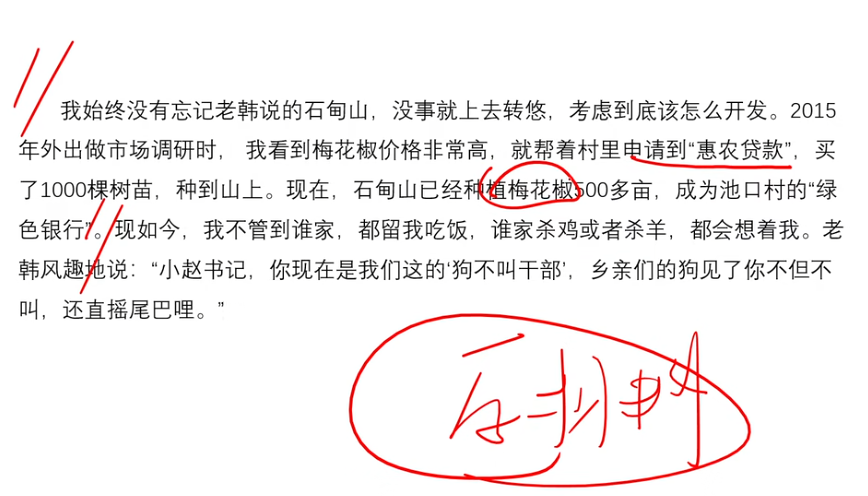 我始终没有忘记老韩说的石甸山，没事就上去转悠，考虑到底该怎么开发。2015
年外出做市场调研时， 我看到梅花椒价格非常高，就帮着村里申请到“惠农贷款”，买
了1000棵树苗，种到山上。现在，石甸山已经种植梅花椒500多亩，成为池口村的“绿
色银行”。现如今，我不管到谁家，都留我吃饭，谁家杀鸡或者杀羊，都会想着我。老
韩风趣地说：“小赵书记，你现在是我们这的‘狗不叫干部’，乡亲们的狗见了你不但不
叫，还直摇尾巴哩。”